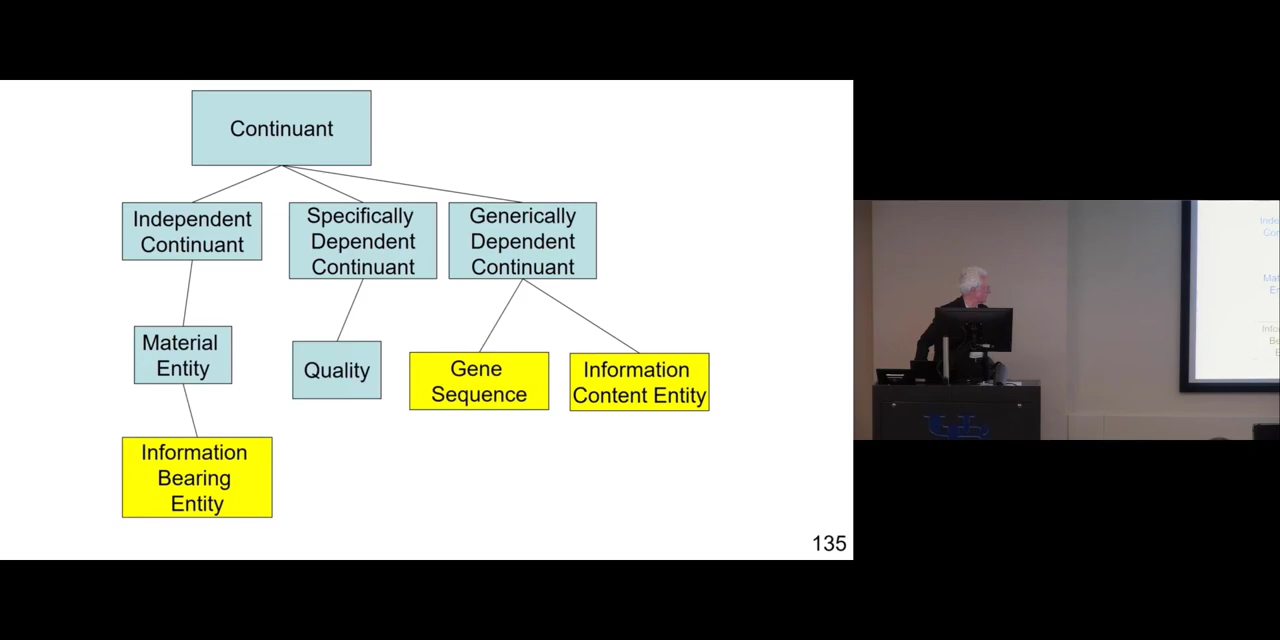 Continuant
Independent
Continuant
Specifically
Dependent
Continuant
Generically
Dependent
Continuant
Material
Entity
Quality
Gene
Sequence
Information
Content Entity
Information
Bearing
Entity
135
UB